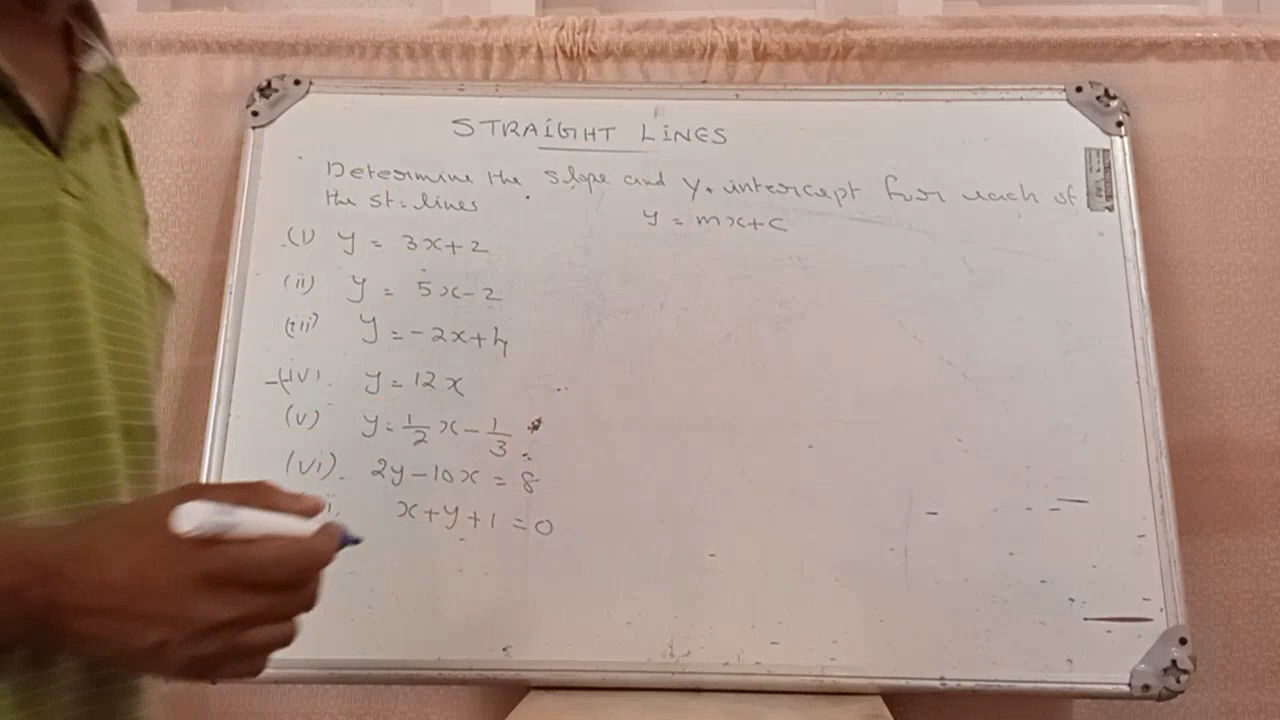 STRAIGHT LINES
Determine the slope and y-intercept for each of
the st. lines
y = mx+c
(i) y = 3x+2
(ii) y = 5x-2
(iii) y = -2x+4
(iv). y = 12x
(v) y = 1/2 x - 1/3
(vi). 2y-10x = 8
x+y+1 = 0